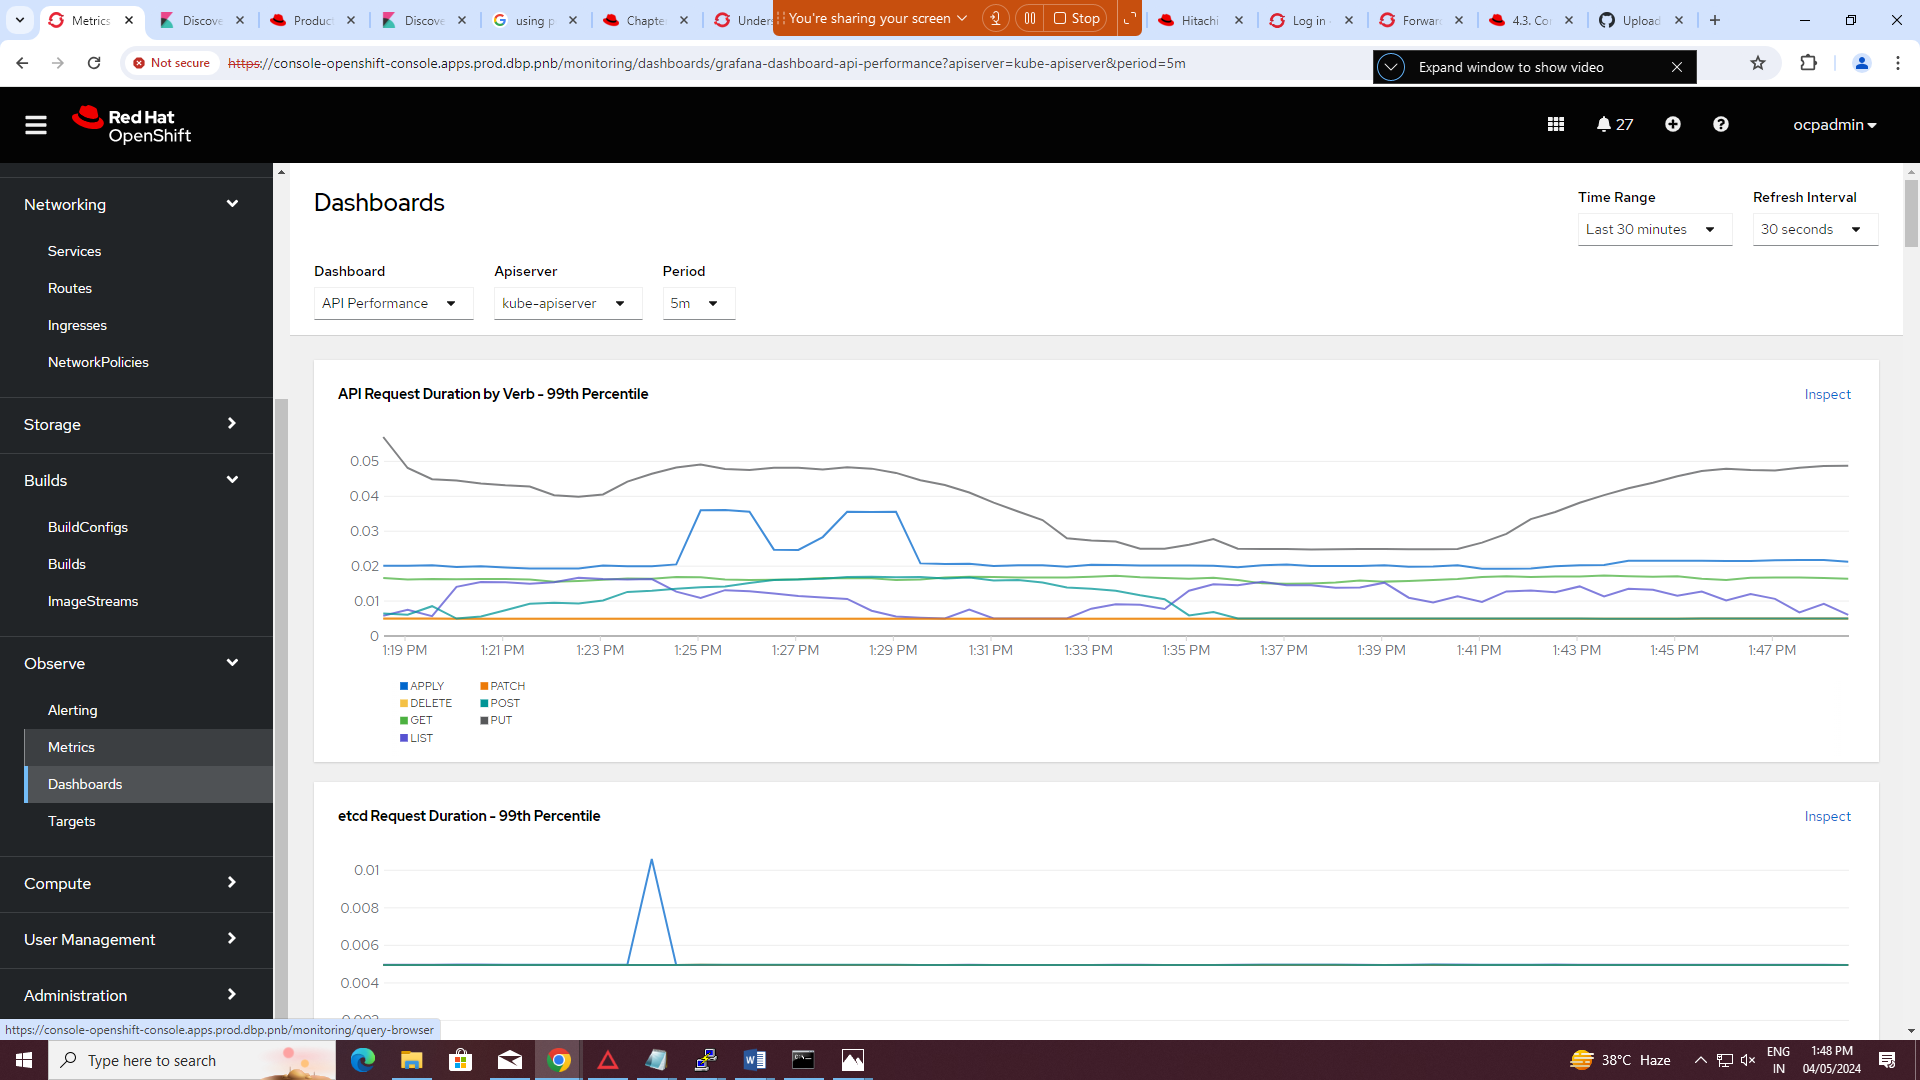 Metrics
Discove
Product
Discove
using p
Chapte
Unders
You're sharing your screen
Stop
Hitachi
Log in
Forwar
4.3. Co
Upload
Not secure
https://console-openshift-console.apps.prod.dbp.pnb/monitoring/dashboards/grafana-dashboard-api-performance?apiserver=kube-apiserver&period=5m
Expand window to show video
Red Hat
OpenShift
27
ocpadmin
Networking
Services
Routes
Ingresses
NetworkPolicies
Storage
Builds
BuildConfigs
Builds
ImageStreams
Observe
Alerting
Metrics
Dashboards
Targets
Compute
User Management
Administration
Dashboards
Time Range
Last 30 minutes
Refresh Interval
30 seconds
Dashboard
API Performance
Apiserver
kube-apiserver
Period
5m
API Request Duration by Verb - 99th Percentile
Inspect
0.05
0.04
0.03
0.02
0.01
0
1:19 PM 1:21 PM 1:23 PM 1:25 PM 1:27 PM 1:29 PM 1:31 PM 1:33 PM 1:35 PM 1:37 PM 1:39 PM 1:41 PM 1:43 PM 1:45 PM 1:47 PM
APPLY PATCH
DELETE POST
GET PUT
LIST
etcd Request Duration - 99th Percentile
Inspect
0.01
0.008
0.006
0.004
0.002
https://console-openshift-console.apps.prod.dbp.pnb/monitoring/query-browser
Type here to search
38°C Haze
ENG
IN
1:48 PM
04/05/2024